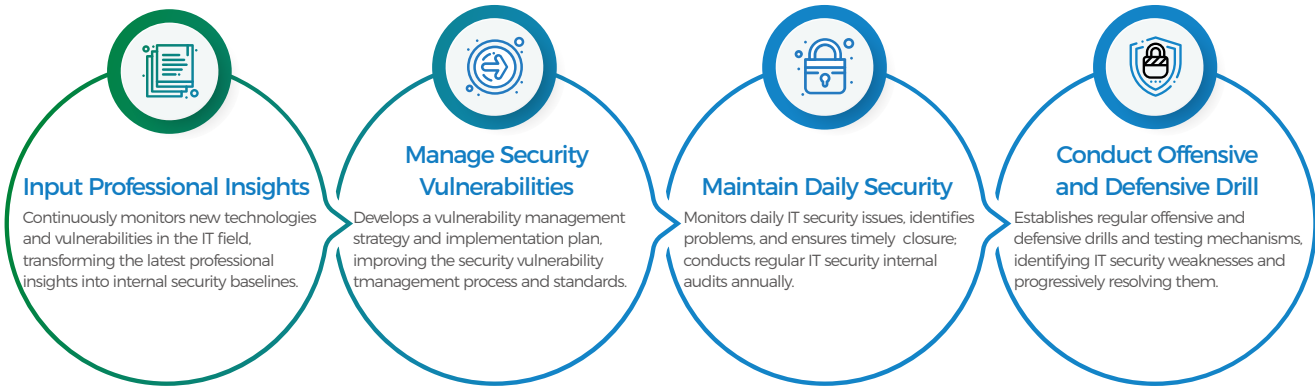 Input Professional Insights
Continuously monitors new technologies
and vulnerabilities in the IT field,
transforming the latest professional
insights into internal security baselines.
Manage Security
Vulnerabilities
Develops a vulnerability management
strategy and implementation plan,
improving the security vulnerability
tmanagement process and standards.
Maintain Daily Security
Monitors daily IT security issues, identifies
problems, and ensures timely closure;
conducts regular IT security internal
audits annually.
Conduct Offensive
and Defensive Drill
Establishes regular offensive and
defensive drills and testing mechanisms,
identifying IT security weaknesses and
progressively resolving them.